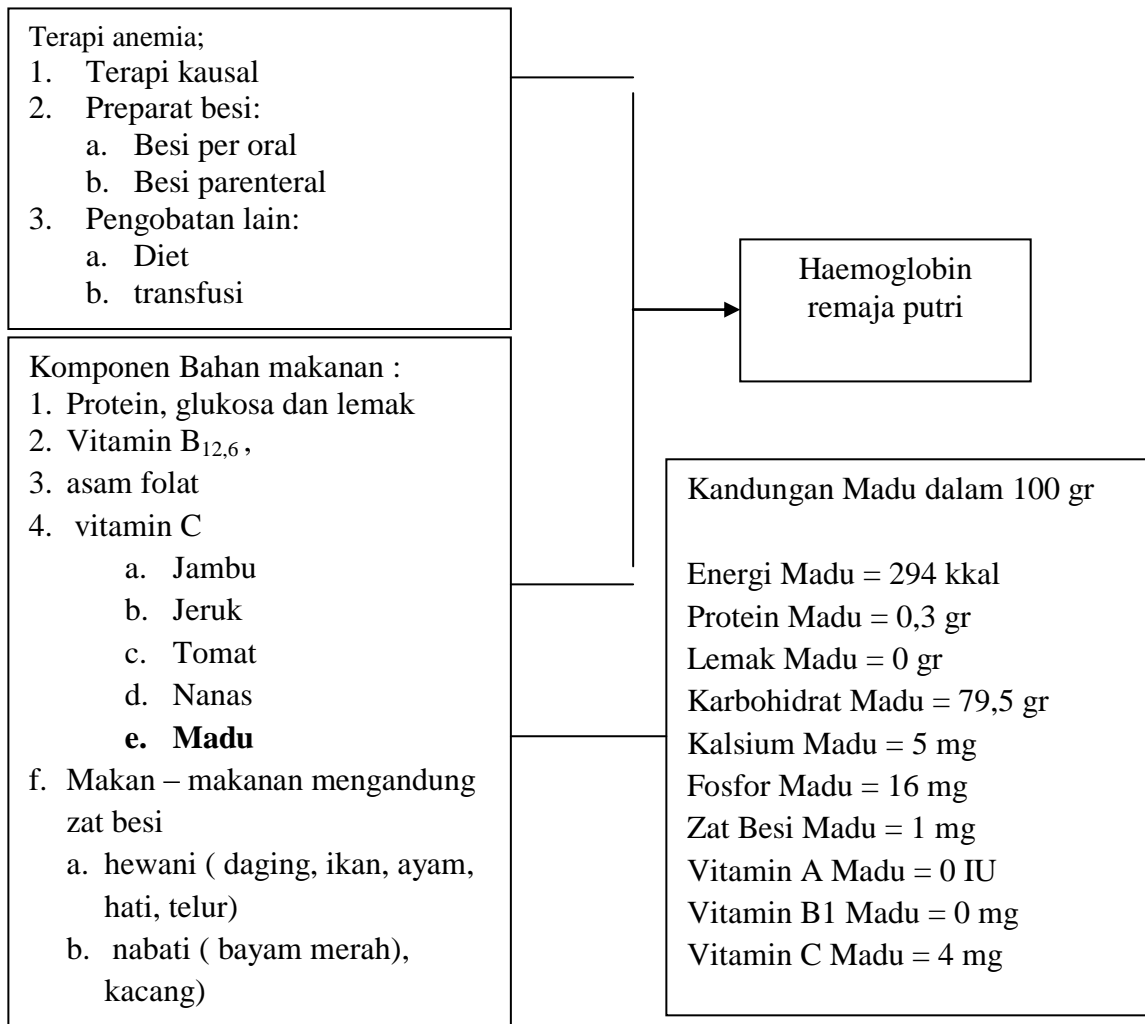 Terapi anemia;
1. Terapi kausal
2. Preparat besi:
a. Besi per oral
b. Besi parenteral
3. Pengobatan lain:
a. Diet
b. transfusi
Haemoglobin
remaja putri
Komponen Bahan makanan :
1. Protein, glukosa dan lemak
2. Vitamin B12,6 ,
3. asam folat
4. vitamin C
a. Jambu
b. Jeruk
c. Tomat
d. Nanas
e. Madu
f. Makan – makanan mengandung
zat besi
a. hewani ( daging, ikan, ayam,
hati, telur)
b. nabati ( bayam merah),
kacang)
Kandungan Madu dalam 100 gr
Energi Madu = 294 kkal
Protein Madu = 0,3 gr
Lemak Madu = 0 gr
Karbohidrat Madu = 79,5 gr
Kalsium Madu = 5 mg
Fosfor Madu = 16 mg
Zat Besi Madu = 1 mg
Vitamin A Madu = 0 IU
Vitamin B1 Madu = 0 mg
Vitamin C Madu = 4 mg